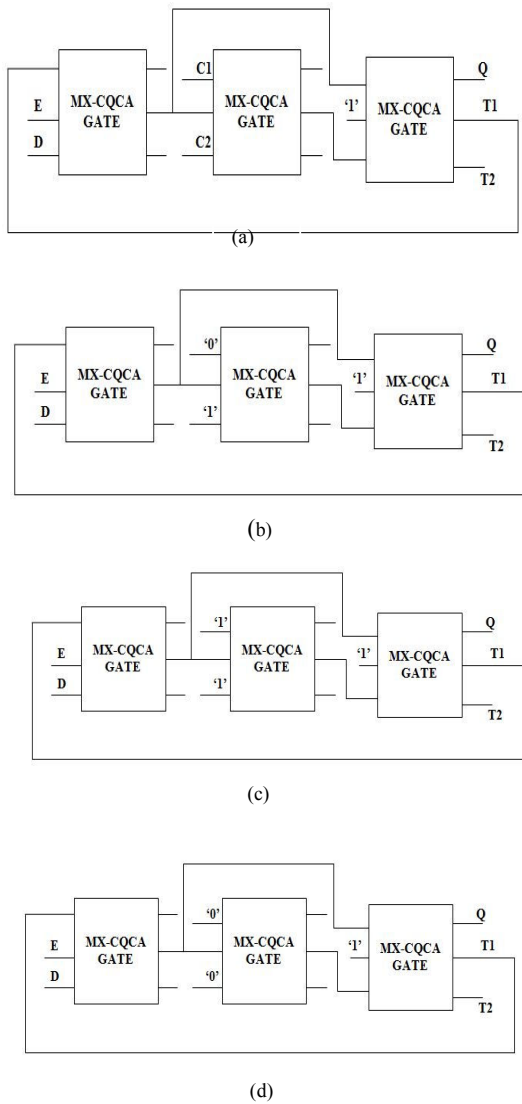 C1
Q
MX-CQCA
GATE
MX-CQCA
GATE
MX-CQCA
GATE
E
‘1’
T1
D
C2
T2
(a)
‘0’
Q
MX-CQCA
GATE
MX-CQCA
GATE
MX-CQCA
GATE
E
‘1’
T1
D
‘1’
T2
(b)
‘1’
Q
MX-CQCA
GATE
MX-CQCA
GATE
MX-CQCA
GATE
E
‘1’
T1
D
‘1’
T2
(c)
‘0’
Q
MX-CQCA
GATE
MX-CQCA
GATE
MX-CQCA
GATE
E
‘1’
T1
D
‘0’
T2
(d)